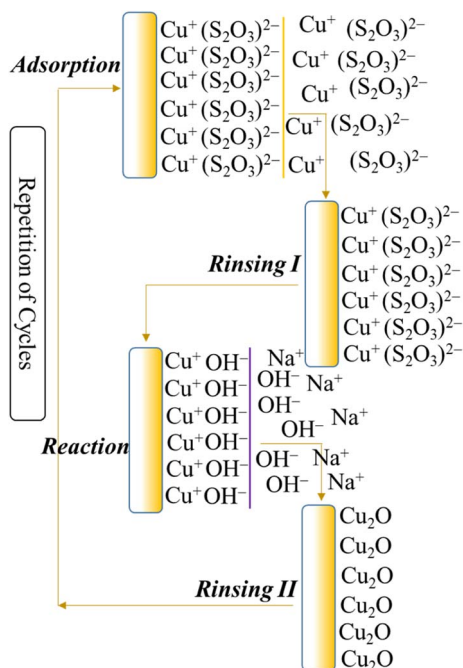 Adsorption
Cu⁺ (S₂O₃)²⁻ Cu⁺ (S₂O₃)²⁻
Cu⁺ (S₂O₃)²⁻ Cu⁺ (S₂O₃)²⁻
Cu⁺ (S₂O₃)²⁻ Cu⁺ (S₂O₃)²⁻
Cu⁺ (S₂O₃)²⁻
Cu⁺ (S₂O₃)²⁻ Cu⁺ (S₂O₃)²⁻
Cu⁺ (S₂O₃)²⁻ Cu⁺ (S₂O₃)²⁻
Repetition of Cycles
Rinsing I
Cu⁺ (S₂O₃)²⁻
Cu⁺ (S₂O₃)²⁻
Cu⁺ (S₂O₃)²⁻
Cu⁺ (S₂O₃)²⁻
Cu⁺ (S₂O₃)²⁻
Cu⁺ (S₂O₃)²⁻
Reaction
Cu⁺ OH⁻ Na⁺
Cu⁺ OH⁻ OH⁻ Na⁺
Cu⁺ OH⁻ OH⁻
Cu⁺ OH⁻ OH⁻ Na⁺
Cu⁺ OH⁻ OH⁻ Na⁺
Cu⁺ OH⁻ OH⁻ Na⁺
Rinsing II
Cu₂O
Cu₂O
Cu₂O
Cu₂O
Cu₂O
Cu₂O